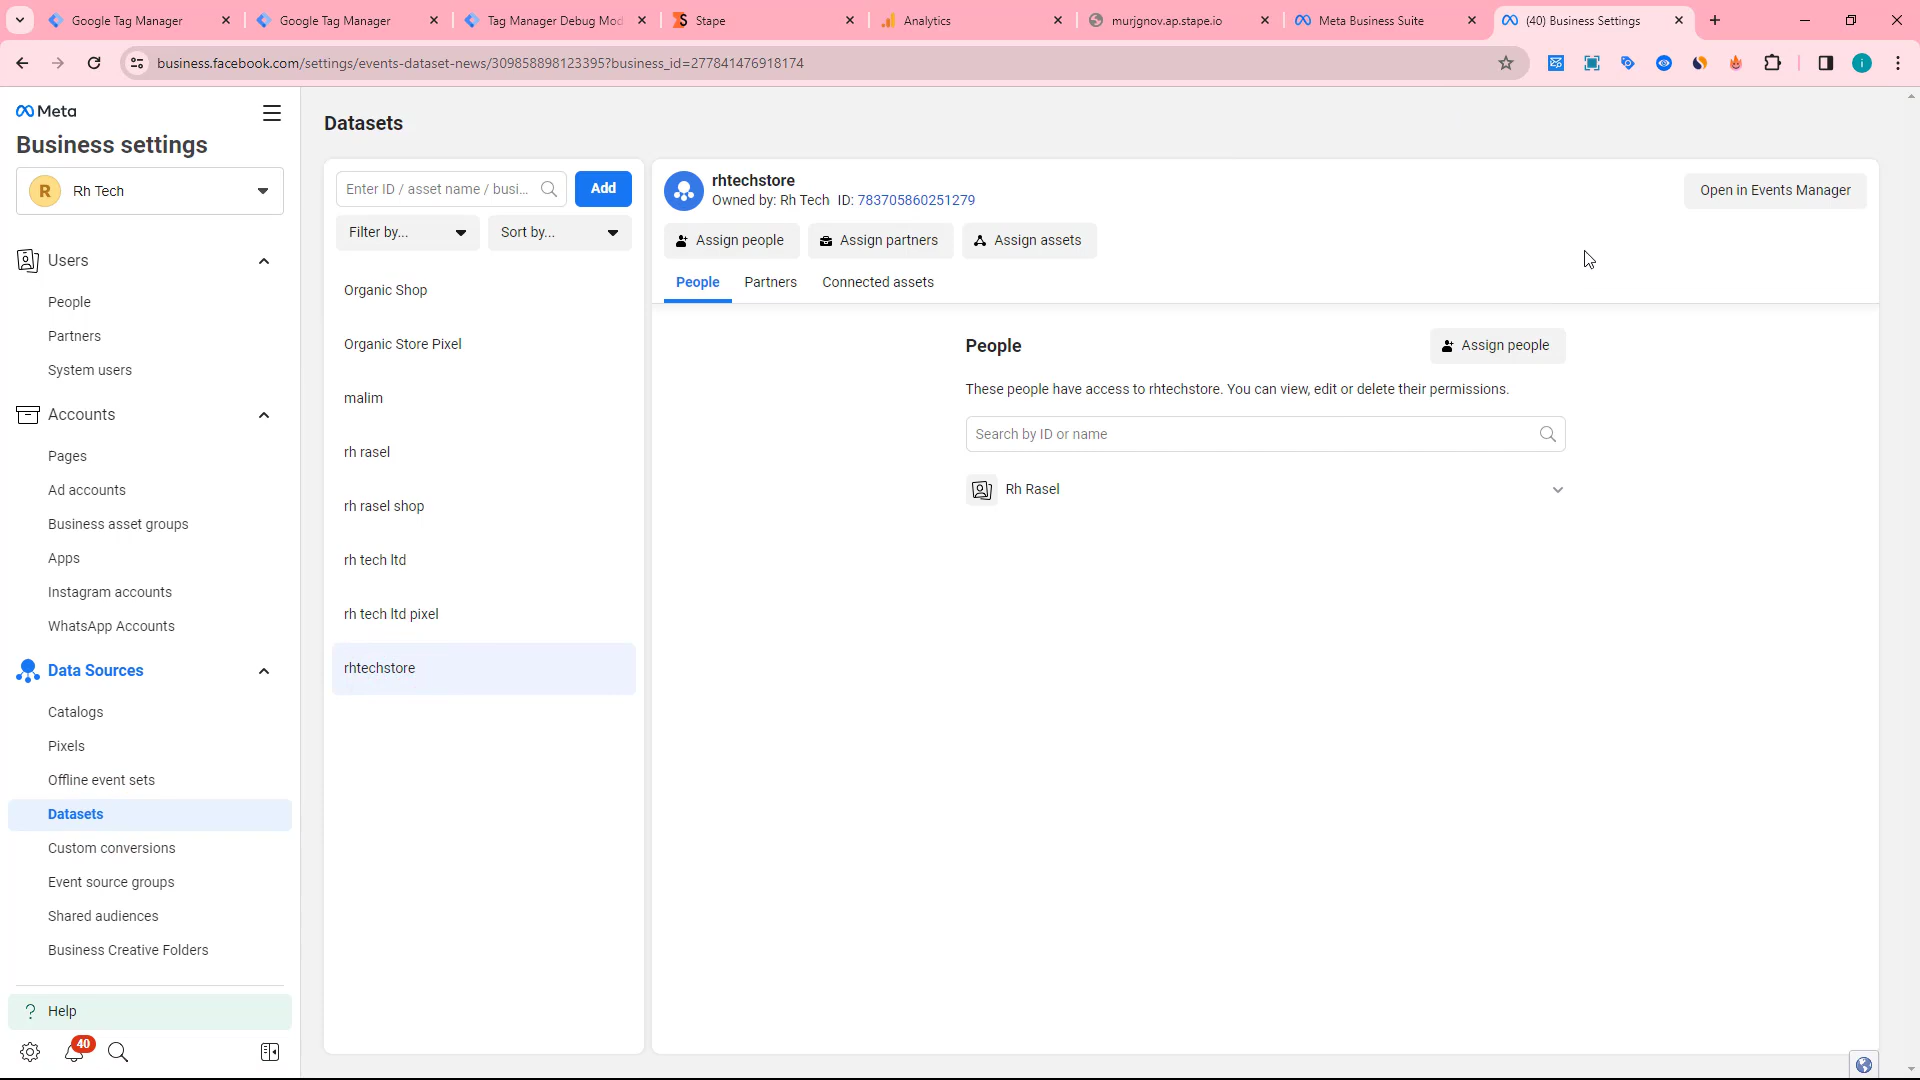 Google Tag Manager
Google Tag Manager
Tag Manager Debug Mod
Stape
Analytics
murjgnov.ap.stape.io
Meta Business Suite
(40) Business Settings
business.facebook.com/settings/events-dataset-news/309858898123395?business_id=277841476918174
i
Meta
Business settings
R
Rh Tech
Users
People
Partners
System users
Accounts
Pages
Ad accounts
Business asset groups
Apps
Instagram accounts
WhatsApp Accounts
Data Sources
Catalogs
Pixels
Offline event sets
Datasets
Custom conversions
Event source groups
Shared audiences
Business Creative Folders
? Help
40
Datasets
Enter ID / asset name / busi...
Add
Filter by...
Sort by...
Organic Shop
Organic Store Pixel
malim
rh rasel
rh rasel shop
rh tech ltd
rh tech ltd pixel
rhtechstore
rhtechstore
Owned by: Rh Tech ID: 783705860251279
Open in Events Manager
Assign people
Assign partners
Assign assets
People
Partners
Connected assets
People
Assign people
These people have access to rhtechstore. You can view, edit or delete their permissions.
Search by ID or name
Rh Rasel